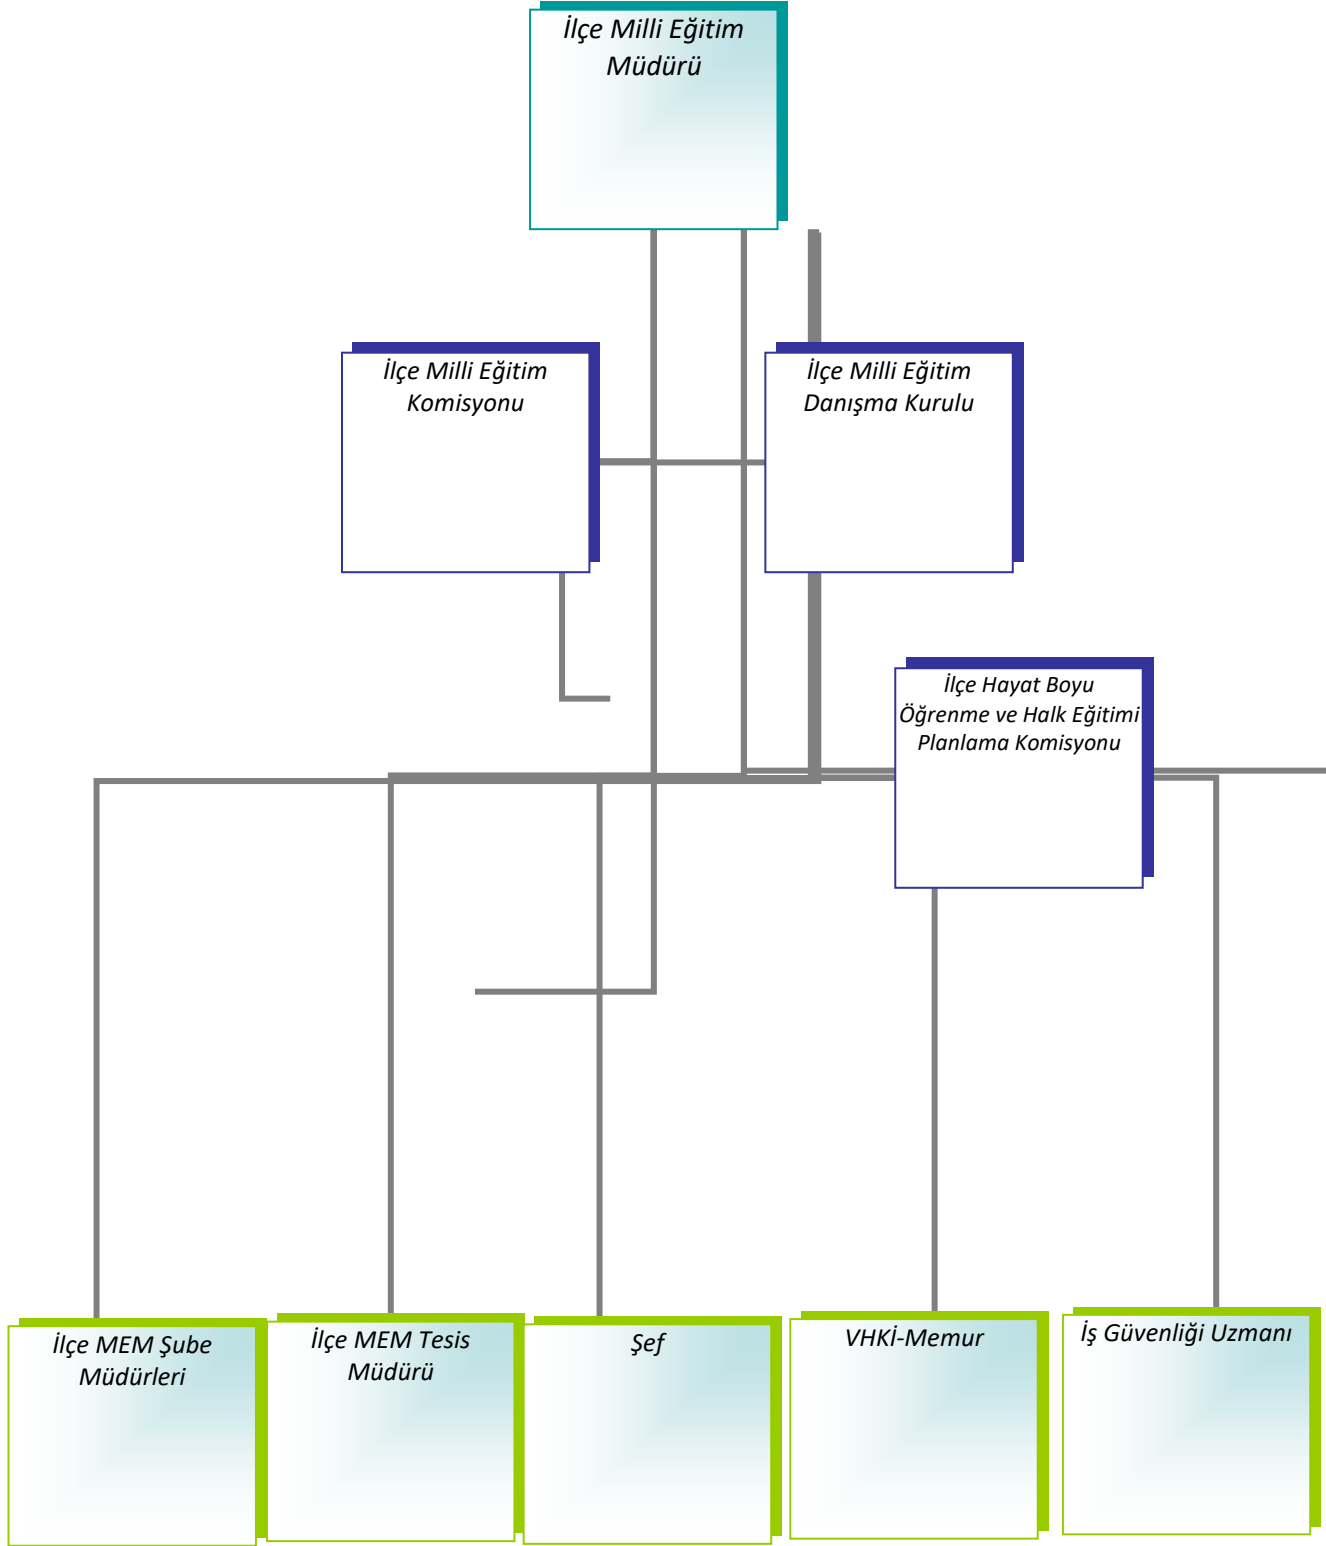 İlçe Milli Eğitim
Müdürü
İlçe Milli Eğitim
Komisyonu
İlçe Milli Eğitim
Danışma Kurulu
İlçe Hayat Boyu
Öğrenme ve Halk Eğitimi
Planlama Komisyonu
İlçe MEM Şube
Müdürleri
İlçe MEM Tesis
Müdürü
Şef
VHKİ-Memur
İş Güvenliği Uzmanı